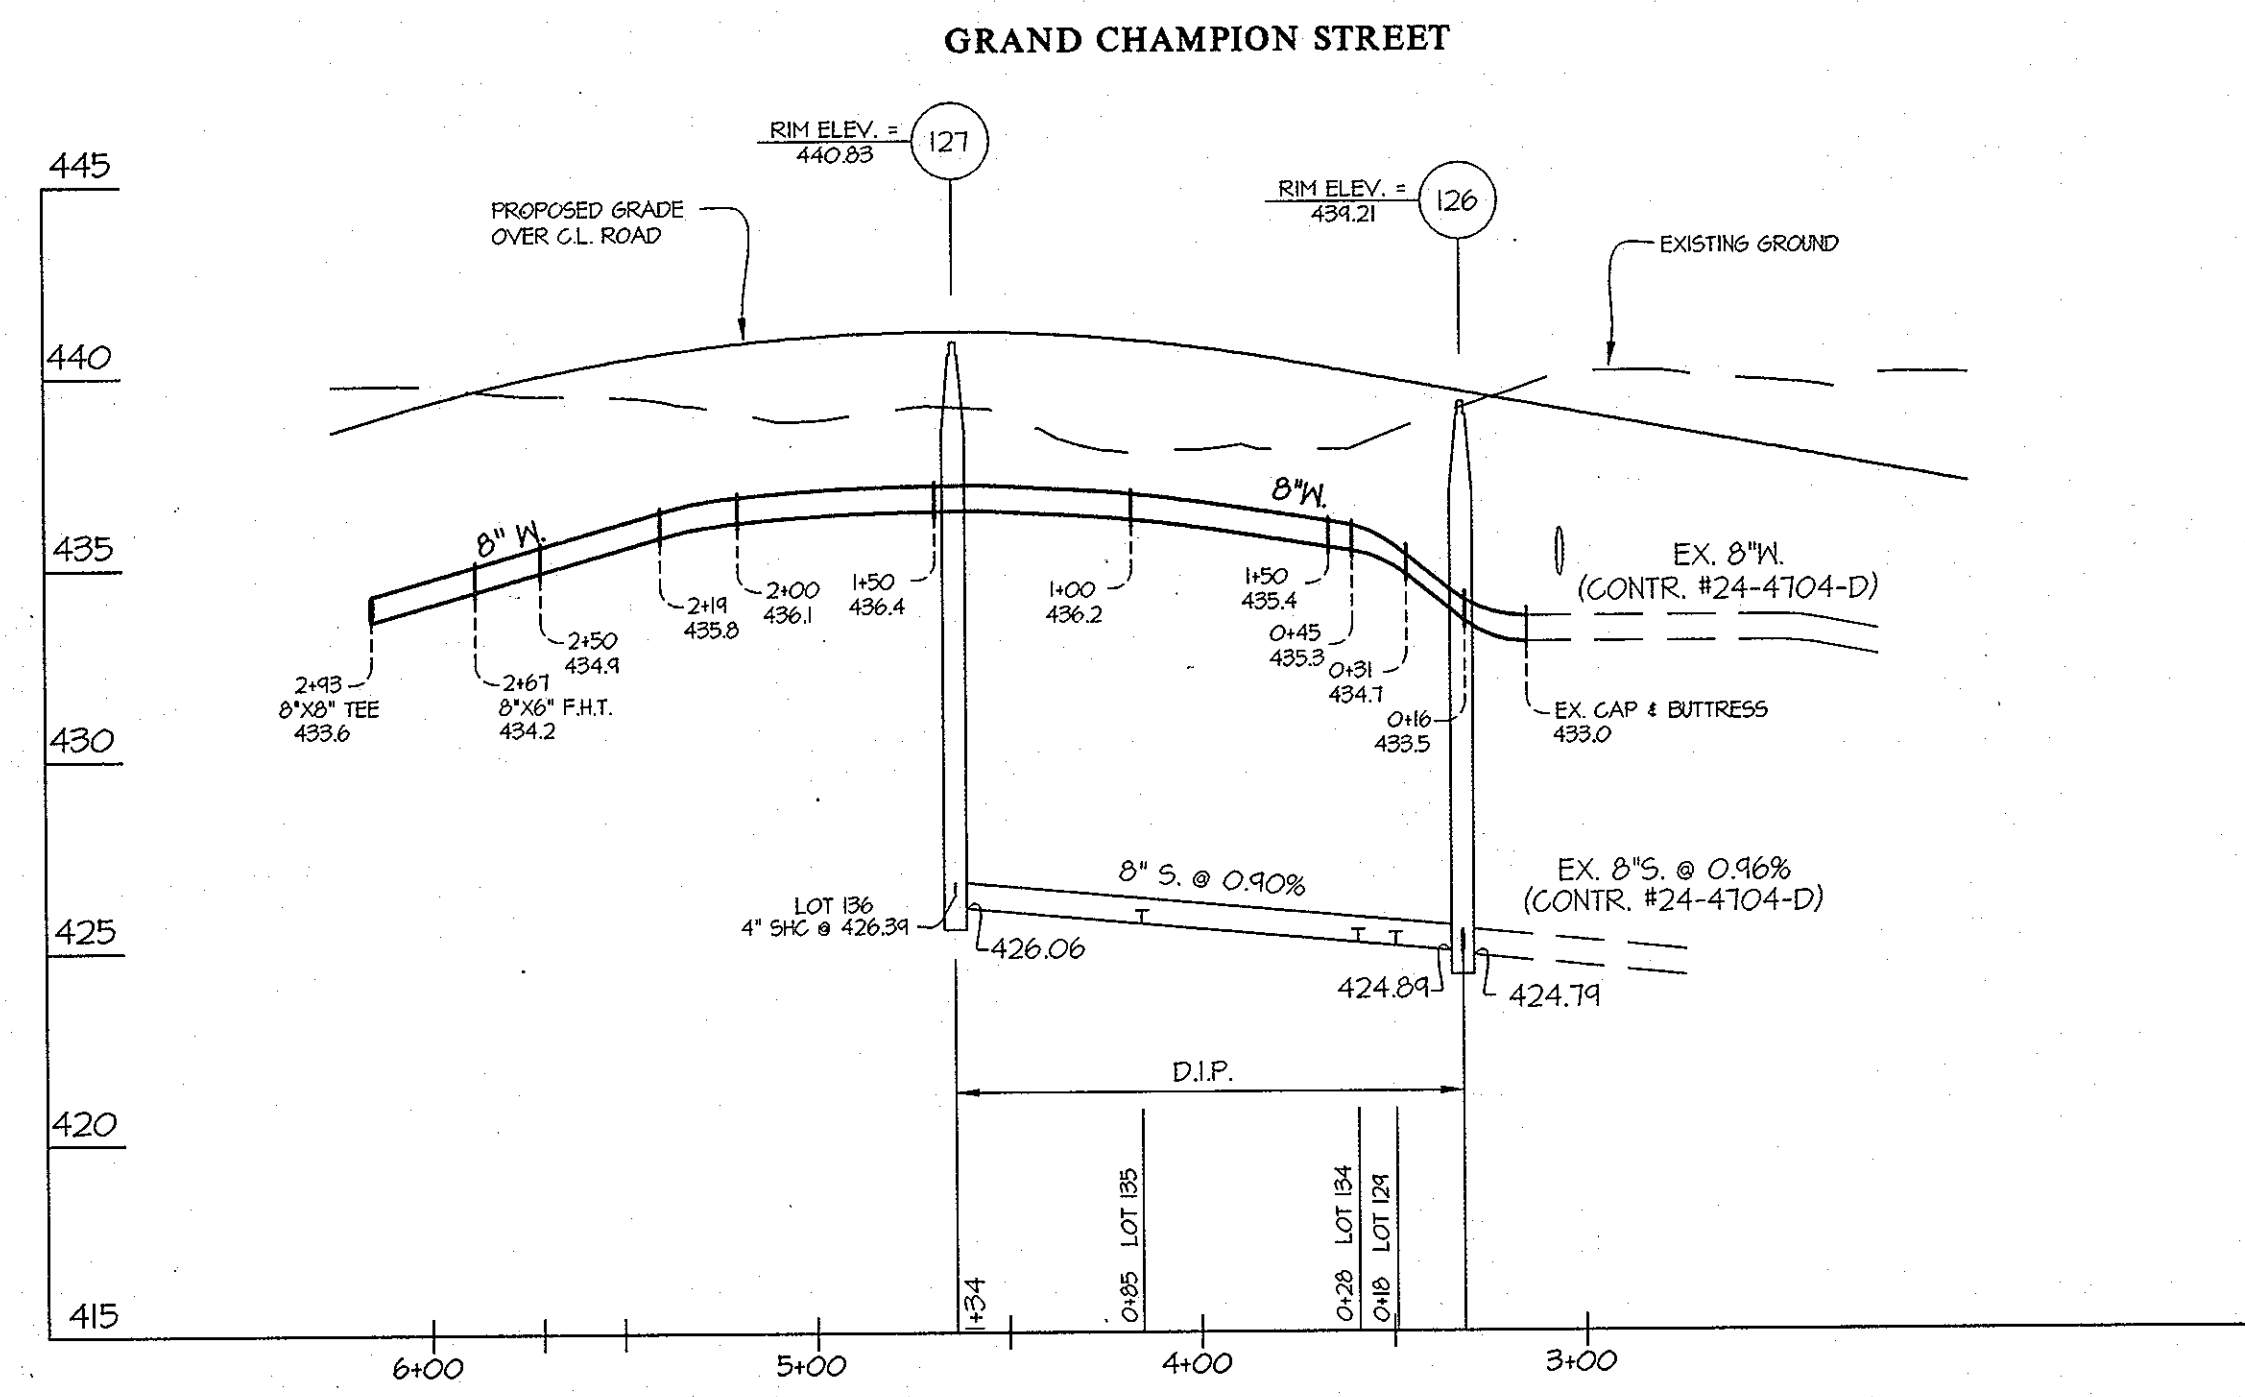 GRAND CHAMPION STREET
RIM ELEV. =
440.83
127
RIM ELEV. =
439.21
126
445
PROPOSED GRADE
OVER C.L. ROAD
EXISTING GROUND
440
435
8" W.
8"W.
EX. 8"W.
(CONTR. #24-4704-D)
2+93
8"X8" TEE
433.6
2+67
8"X6" F.H.T.
434.2
2+50
434.9
2+19
435.8
2+00
436.1
1+50
436.4
1+00
436.2
1+50
435.4
0+45
435.3
0+31
434.7
0+16
433.5
EX. CAP & BUTTRESS
433.0
430
8" S. @ 0.90%
EX. 8"S. @ 0.96%
(CONTR. #24-4704-D)
LOT 136
4" SHC @ 426.39
426.06
424.89
424.79
425
D.I.P.
420
1+34
0+85 LOT 135
0+28 LOT 134
0+18 LOT 129
415
6+00
5+00
4+00
3+00